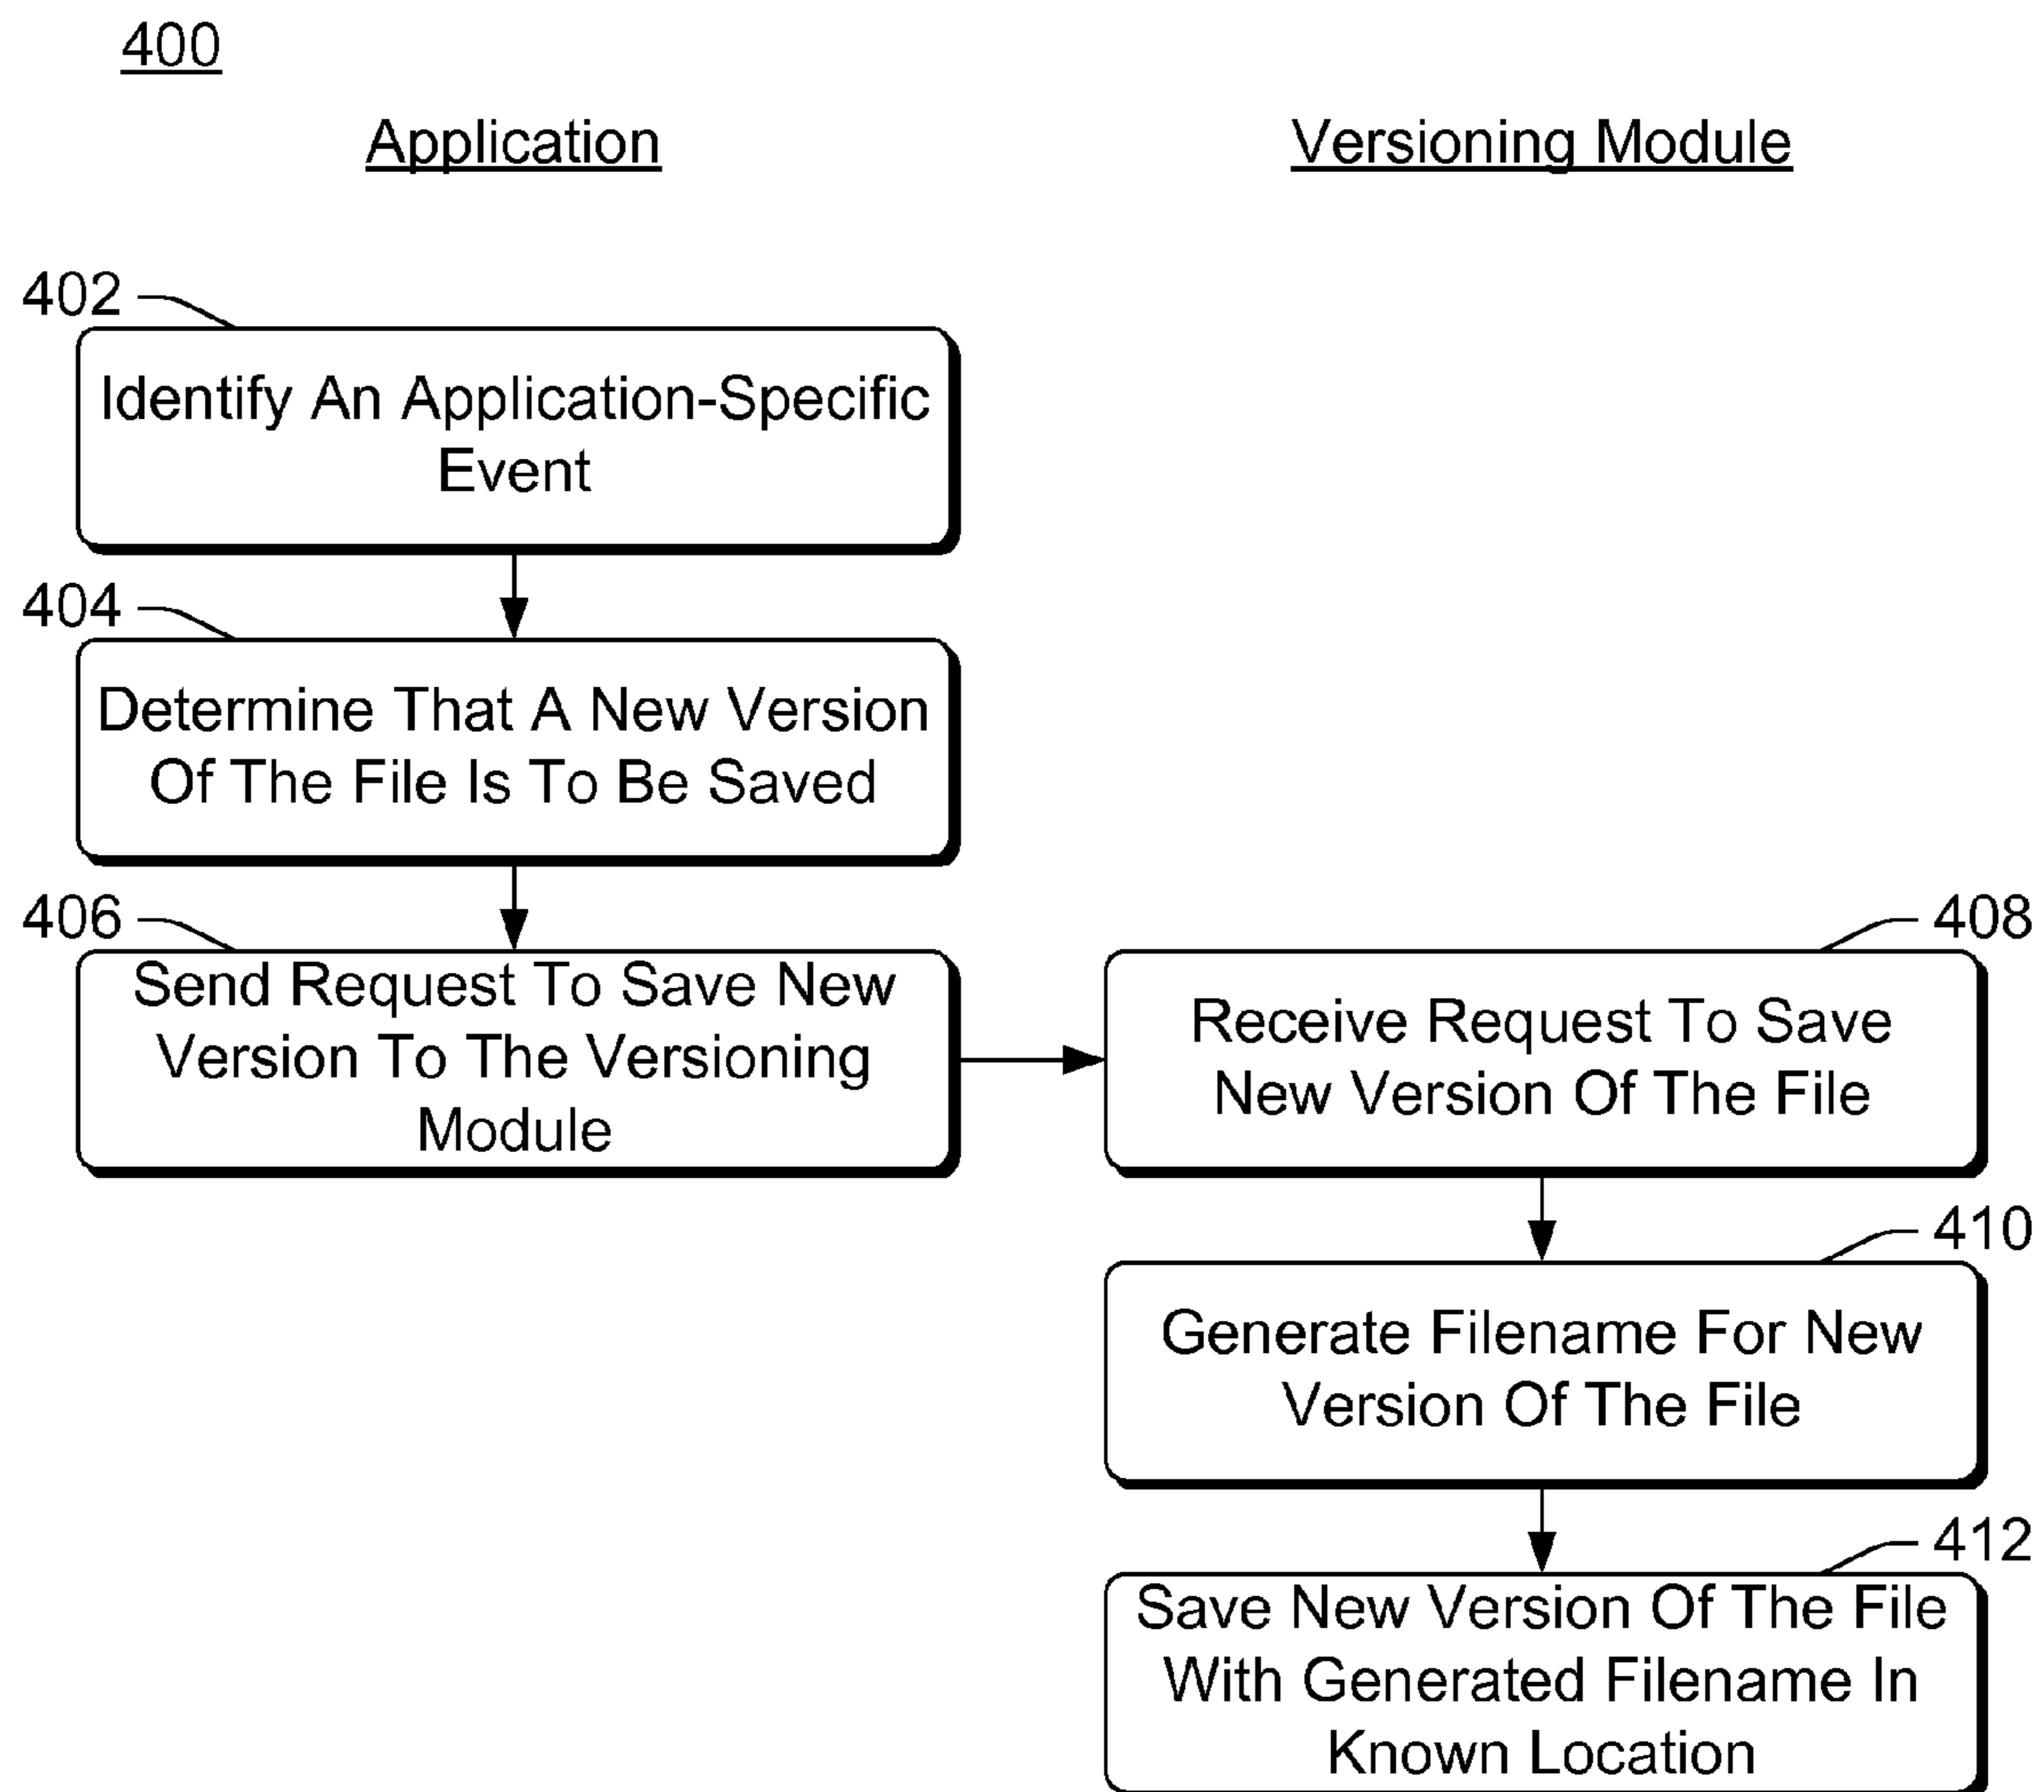 400
Application
Versioning Module
402
Identify An Application-Specific
Event
404
Determine That A New Version
Of The File Is To Be Saved
406
Send Request To Save New
Version To The Versioning
Module
408
Receive Request To Save
New Version Of The File
410
Generate Filename For New
Version Of The File
412
Save New Version Of The File
With Generated Filename In
Known Location